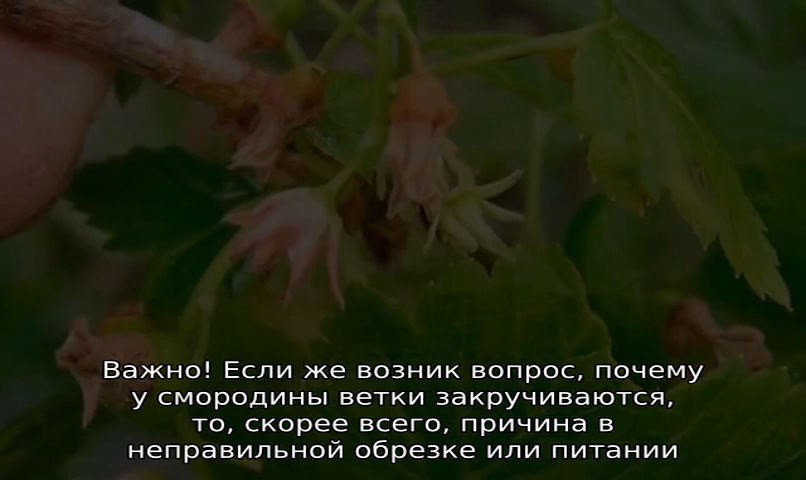 Важно! Если же возник вопрос, почему
у смородины ветки закручиваются,
то, скорее всего, причина в
неправильной обрезке или питании